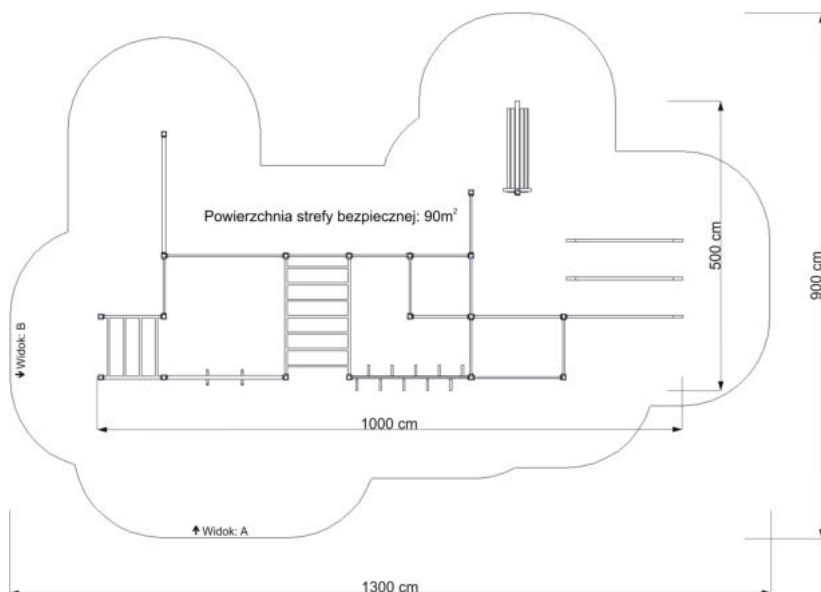 Powierzchnia strefy bezpiecznej: 90m²
500 cm
900 cm
Widok: B
1000 cm
Widok: A
1300 cm